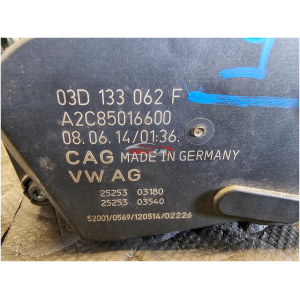 03D 133 062 F
A2C85016600
08.06.14/01:36.
CAG MADE IN GERMANY
VW AG
25253 03180
25253 03540
52001/0569/120514/02226